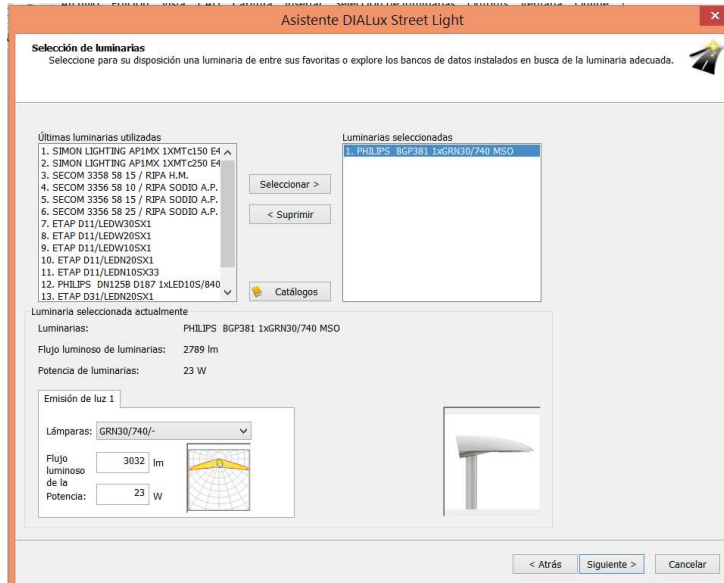 Asistente DIALux Street Light
Selección de luminarias
Seleccione para su disposición una luminaria de entre sus favoritas o explore los bancos de datos instalados en busca de la luminaria adecuada.
Últimas luminarias utilizadas
1. SIMON LIGHTING AP1MX 1XMTc150 E4
2. SIMON LIGHTING AP1MX 1XMTc250 E4
3. SECOM 3358 58 15 / RIPA H.M.
4. SECOM 3356 58 10 / RIPA SODIO A.P.
5. SECOM 3356 58 15 / RIPA SODIO A.P.
6. SECOM 3356 58 25 / RIPA SODIO A.P.
7. ETAP D11/LEDW30SX1
8. ETAP D11/LEDW20SX1
9. ETAP D11/LEDW10SX1
10. ETAP D11/LEDN20SX1
11. ETAP D11/LEDN10SX33
12. PHILIPS DN125B D187 1xLED10S/840
13. ETAP D31/LEDN20SX1
Seleccionar >
< Suprimir
Catálogos
Luminarias seleccionadas
1. PHILIPS BGP381 1xGRN30/740 MSO
Luminaria seleccionada actualmente
Luminarias: PHILIPS BGP381 1xGRN30/740 MSO
Flujo luminoso de luminarias: 2789 lm
Potencia de luminarias: 23 W
Emisión de luz 1
Lámparas: GRN30/740/-
Flujo
luminoso
de la
3032 lm
Potencia: 23 W
< Atrás Siguiente > Cancelar